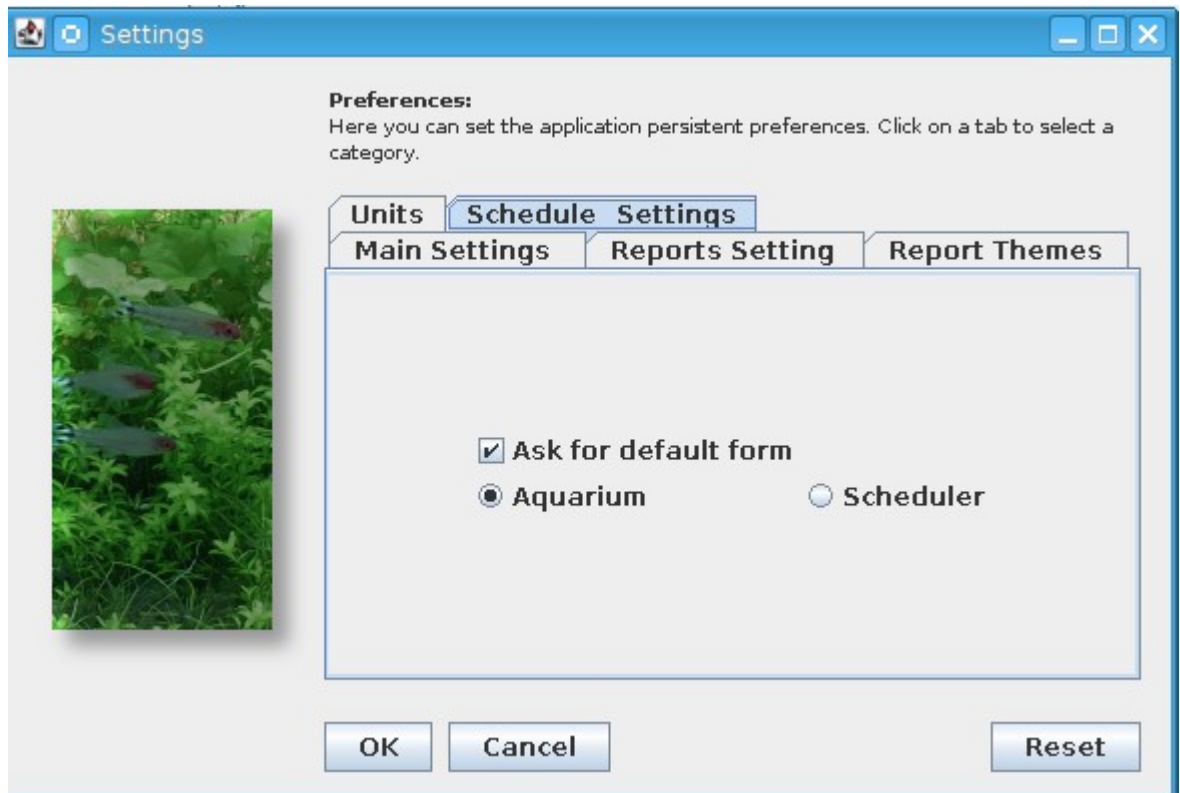 Settings
Preferences:
Here you can set the application persistent preferences. Click on a tab to select a
category.
Units Schedule Settings
Main Settings Reports Setting Report Themes
Ask for default form
Aquarium Scheduler
OK Cancel Reset